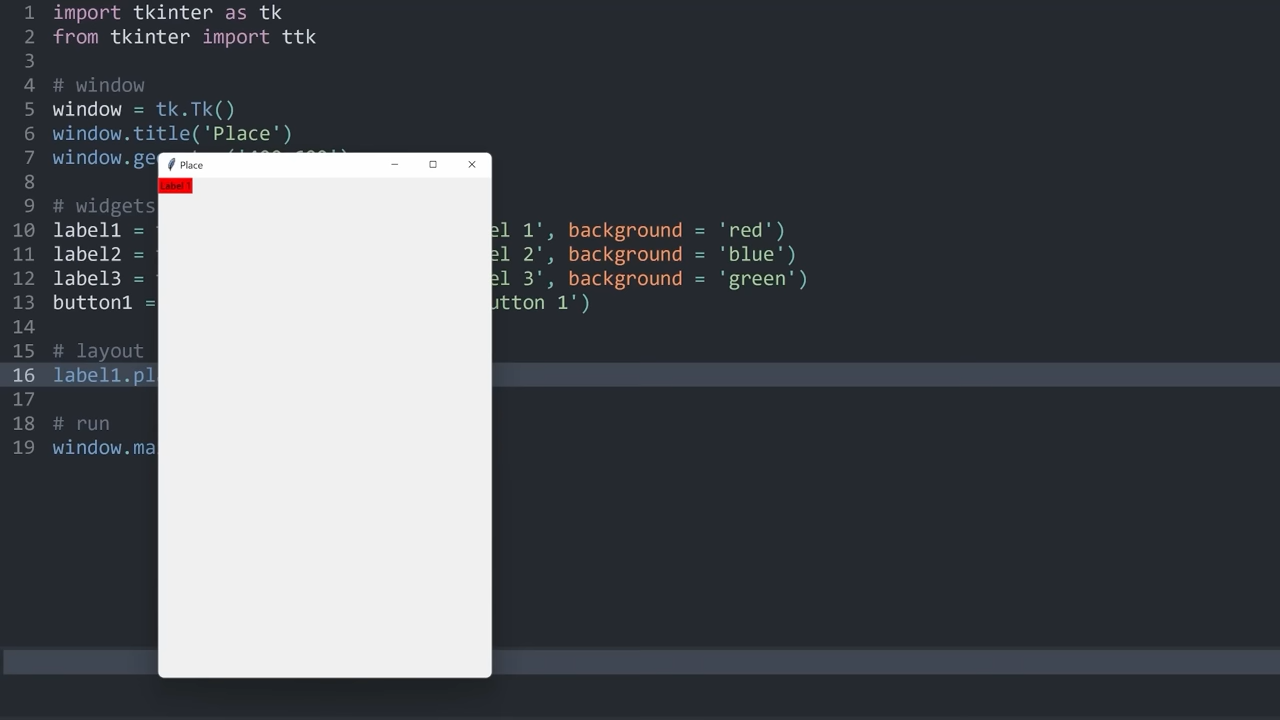 1 import tkinter as tk
2 from tkinter import ttk
3
4 # window
5 window = tk.Tk()
6 window.title('Place')
7 window.ge
8
9 # widgets
10 label1 = el 1', background = 'red')
11 label2 = el 2', background = 'blue')
12 label3 = el 3', background = 'green')
13 button1 = utton 1')
14
15 # layout
16 label1.pl
17
18 # run
19 window.ma
Place
Label 1